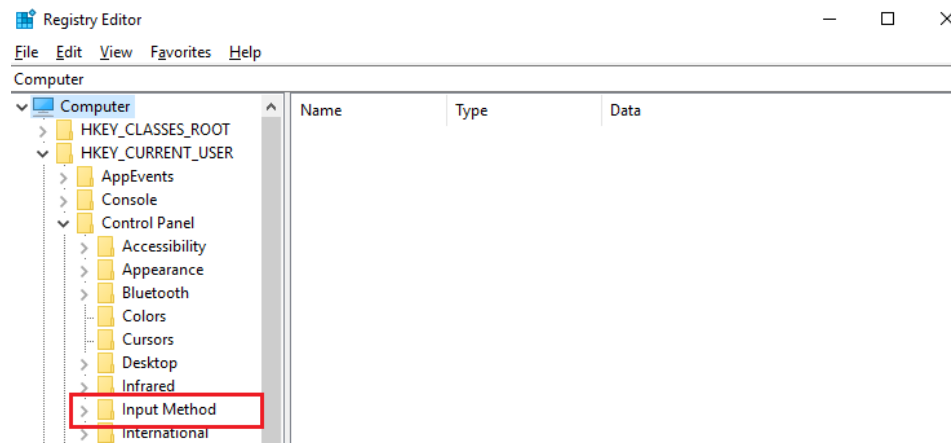 Registry Editor
File Edit View Favorites Help
Computer
Computer
HKEY_CLASSES_ROOT
HKEY_CURRENT_USER
AppEvents
Console
Control Panel
Accessibility
Appearance
Bluetooth
Colors
Cursors
Desktop
Infrared
Input Method
International
Name Type Data